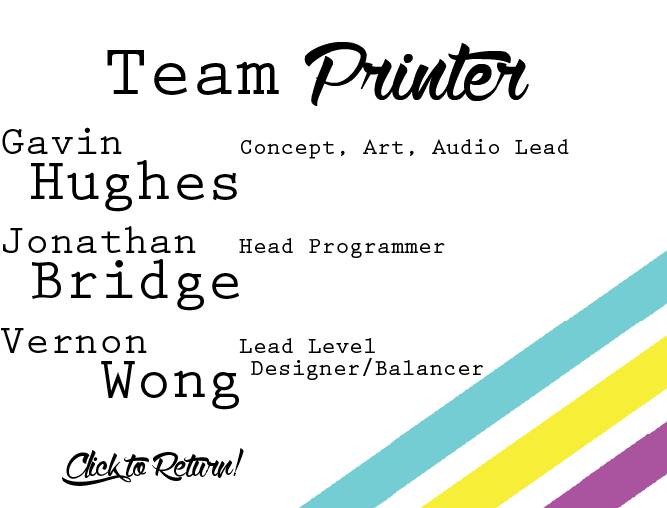 Team Printer
Gavin
Hughes
Concept, Art, Audio Lead
Jonathan
Bridge
Head Programmer
Vernon
Wong
Lead Level
Designer/Balancer
Click to Return!